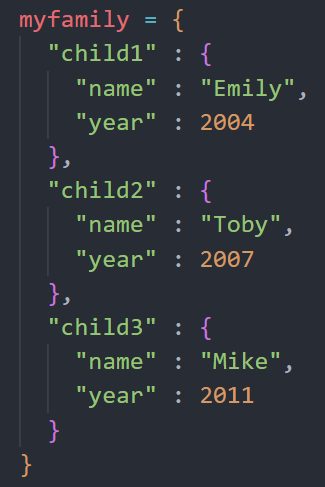 myfamily = {
  "child1" : {
    "name" : "Emily",
    "year" : 2004
  },
  "child2" : {
    "name" : "Toby",
    "year" : 2007
  },
  "child3" : {
    "name" : "Mike",
    "year" : 2011
  }
}